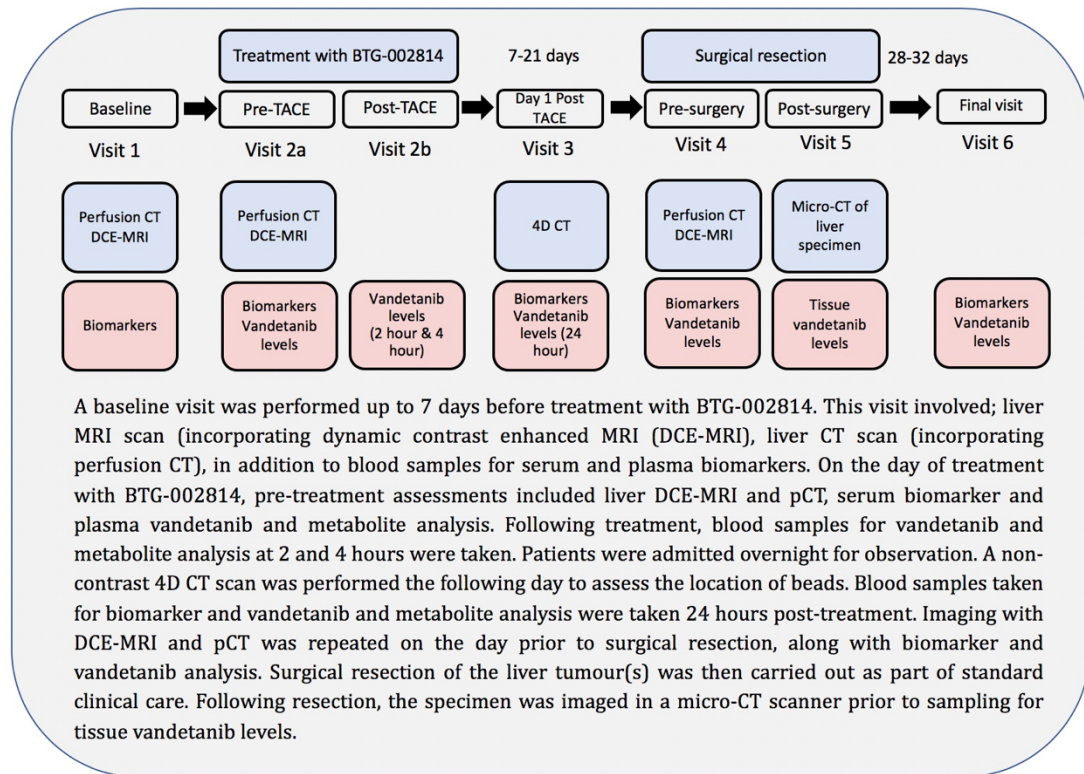 Treatment with BTG-002814
7-21 days
Surgical resection
28-32 days
Baseline
Pre-TACE
Post-TACE
Day 1 Post
TACE
Pre-surgery
Post-surgery
Final visit
Visit 1
Visit 2a
Visit 2b
Visit 3
Visit 4
Visit 5
Visit 6
Perfusion CT
DCE-MRI
Perfusion CT
DCE-MRI
4D CT
Perfusion CT
DCE-MRI
Micro-CT of
liver
specimen
Biomarkers
Biomarkers
Vandetanib
levels
Vandetanib
levels
(2 hour & 4
hour)
Biomarkers
Vandetanib
levels (24
hour)
Biomarkers
Vandetanib
levels
Tissue
vandetanib
levels
Biomarkers
Vandetanib
levels
A baseline visit was performed up to 7 days before treatment with BTG-002814. This visit involved; liver
MRI scan (incorporating dynamic contrast enhanced MRI (DCE-MRI), liver CT scan (incorporating
perfusion CT), in addition to blood samples for serum and plasma biomarkers. On the day of treatment
with BTG-002814, pre-treatment assessments included liver DCE-MRI and pCT, serum biomarker and
plasma vandetanib and metabolite analysis. Following treatment, blood samples for vandetanib and
metabolite analysis at 2 and 4 hours were taken. Patients were admitted overnight for observation. A non-
contrast 4D CT scan was performed the following day to assess the location of beads. Blood samples taken
for biomarker and vandetanib and metabolite analysis were taken 24 hours post-treatment. Imaging with
DCE-MRI and pCT was repeated on the day prior to surgical resection, along with biomarker and
vandetanib analysis. Surgical resection of the liver tumour(s) was then carried out as part of standard
clinical care. Following resection, the specimen was imaged in a micro-CT scanner prior to sampling for
tissue vandetanib levels.